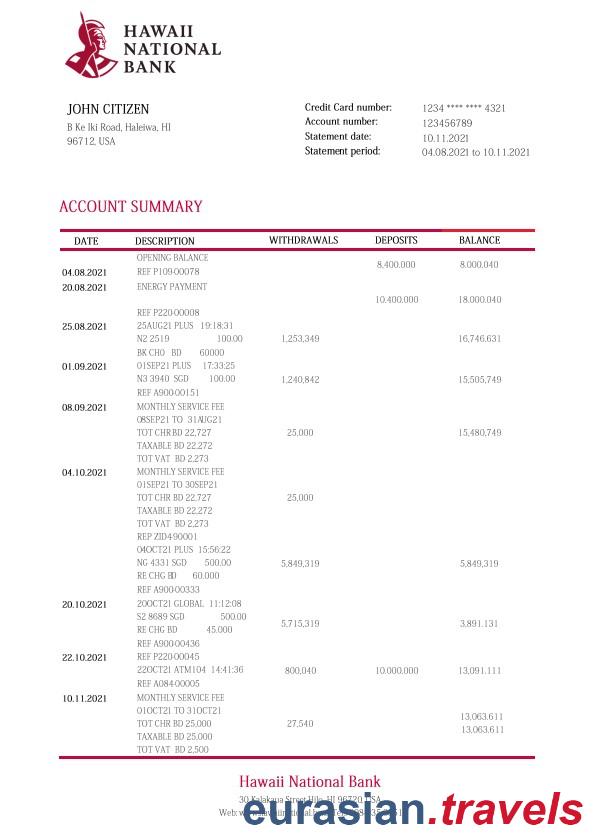 HAWAII
NATIONAL
BANK
JOHN CITIZEN
B Ke Iki Road, Haleiwa, HI
96712, USA
Credit Card number: 1234 **** **** 4321
Account number: 123456789
Statement date: 10.11.2021
Statement period: 04.08.2021 to 10.11.2021
ACCOUNT SUMMARY
DATE DESCRIPTION WITHDRAWALS DEPOSITS BALANCE
OPENING BALANCE
8,400.000 8.000.040
04.08.2021 REF P109-00078
20.08.2021 ENERGY PAYMENT
10.400.000 18.000.040
REF P220-00008
25.08.2021 25AUG21 PLUS 19:18:31
N2 2519 100.00 1,253,349 16,746.631
BK CHO BD 60000
01.09.2021 01SEP21 PLUS 17:33:25
N3 3940 SGD 100.00 1,240,842 15,505,749
REF A900-00151
08.09.2021 MONTHLY SERVICE FEE
08SEP21 TO 31AUG21
TOT CHR BD 22,727 25,000 15,480,749
TAXABLE BD 22,272
TOT VAT BD 2,273
04.10.2021 MONTHLY SERVICE FEE
01SEP21 TO 30SEP21
TOT CHR BD 22,727 25,000
TAXABLE BD 22,272
TOT VAT BD 2,273
REP ZID4-90001
04OCT21 PLUS 15:56:22
NG 4331 SGD 500.00 5,849,319 5,849,319
RE CHG BD 60.000
REF A900-00333
20.10.2021 20OCT21 GLOBAL 11:12:08
S2 8689 SGD 500.00
5,715,319 3,891.131
RE CHG BD 45.000
REF A900-00436
22.10.2021 REF P220-00045
22OCT21 ATM104 14:41:36 800,040 10.000.000 13,091.111
REF A084-00005
10.11.2021 MONTHLY SERVICE FEE
01OCT21 TO 31OCT21
13,063.611
TOT CHR BD 25,000 27,540
13,063.611
TAXABLE BD 25,000
TOT VAT BD 2,500
Hawaii National Bank
30 Kalakaua Street Hilo, HI 96720, USA
eurasian.travels